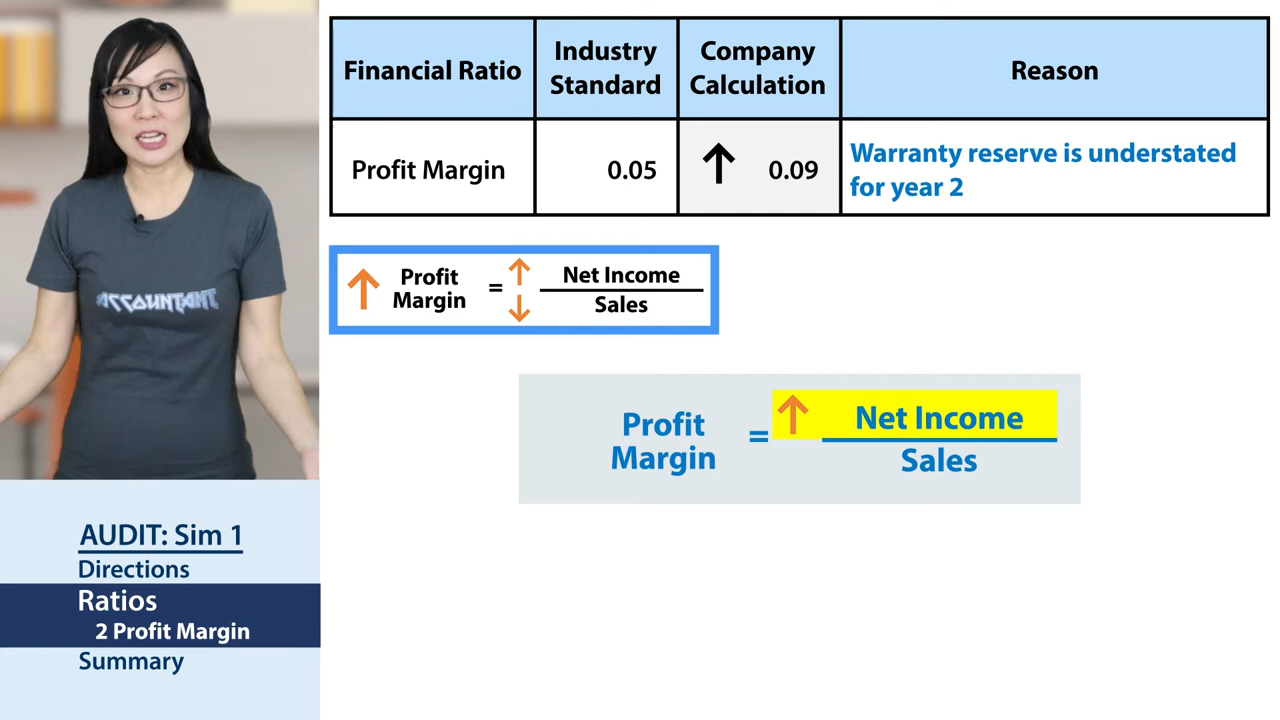 Financial Ratio
Industry
Standard
Company
Calculation
Reason
Profit Margin
0.05
↑ 0.09
Warranty reserve is understated
for year 2
↑ Profit
Margin
= ↑ Net Income
↓ Sales
Profit
Margin
= ↑ Net Income
Sales
ACCOUNTANT
AUDIT: Sim 1
Directions
Ratios
2 Profit Margin
Summary